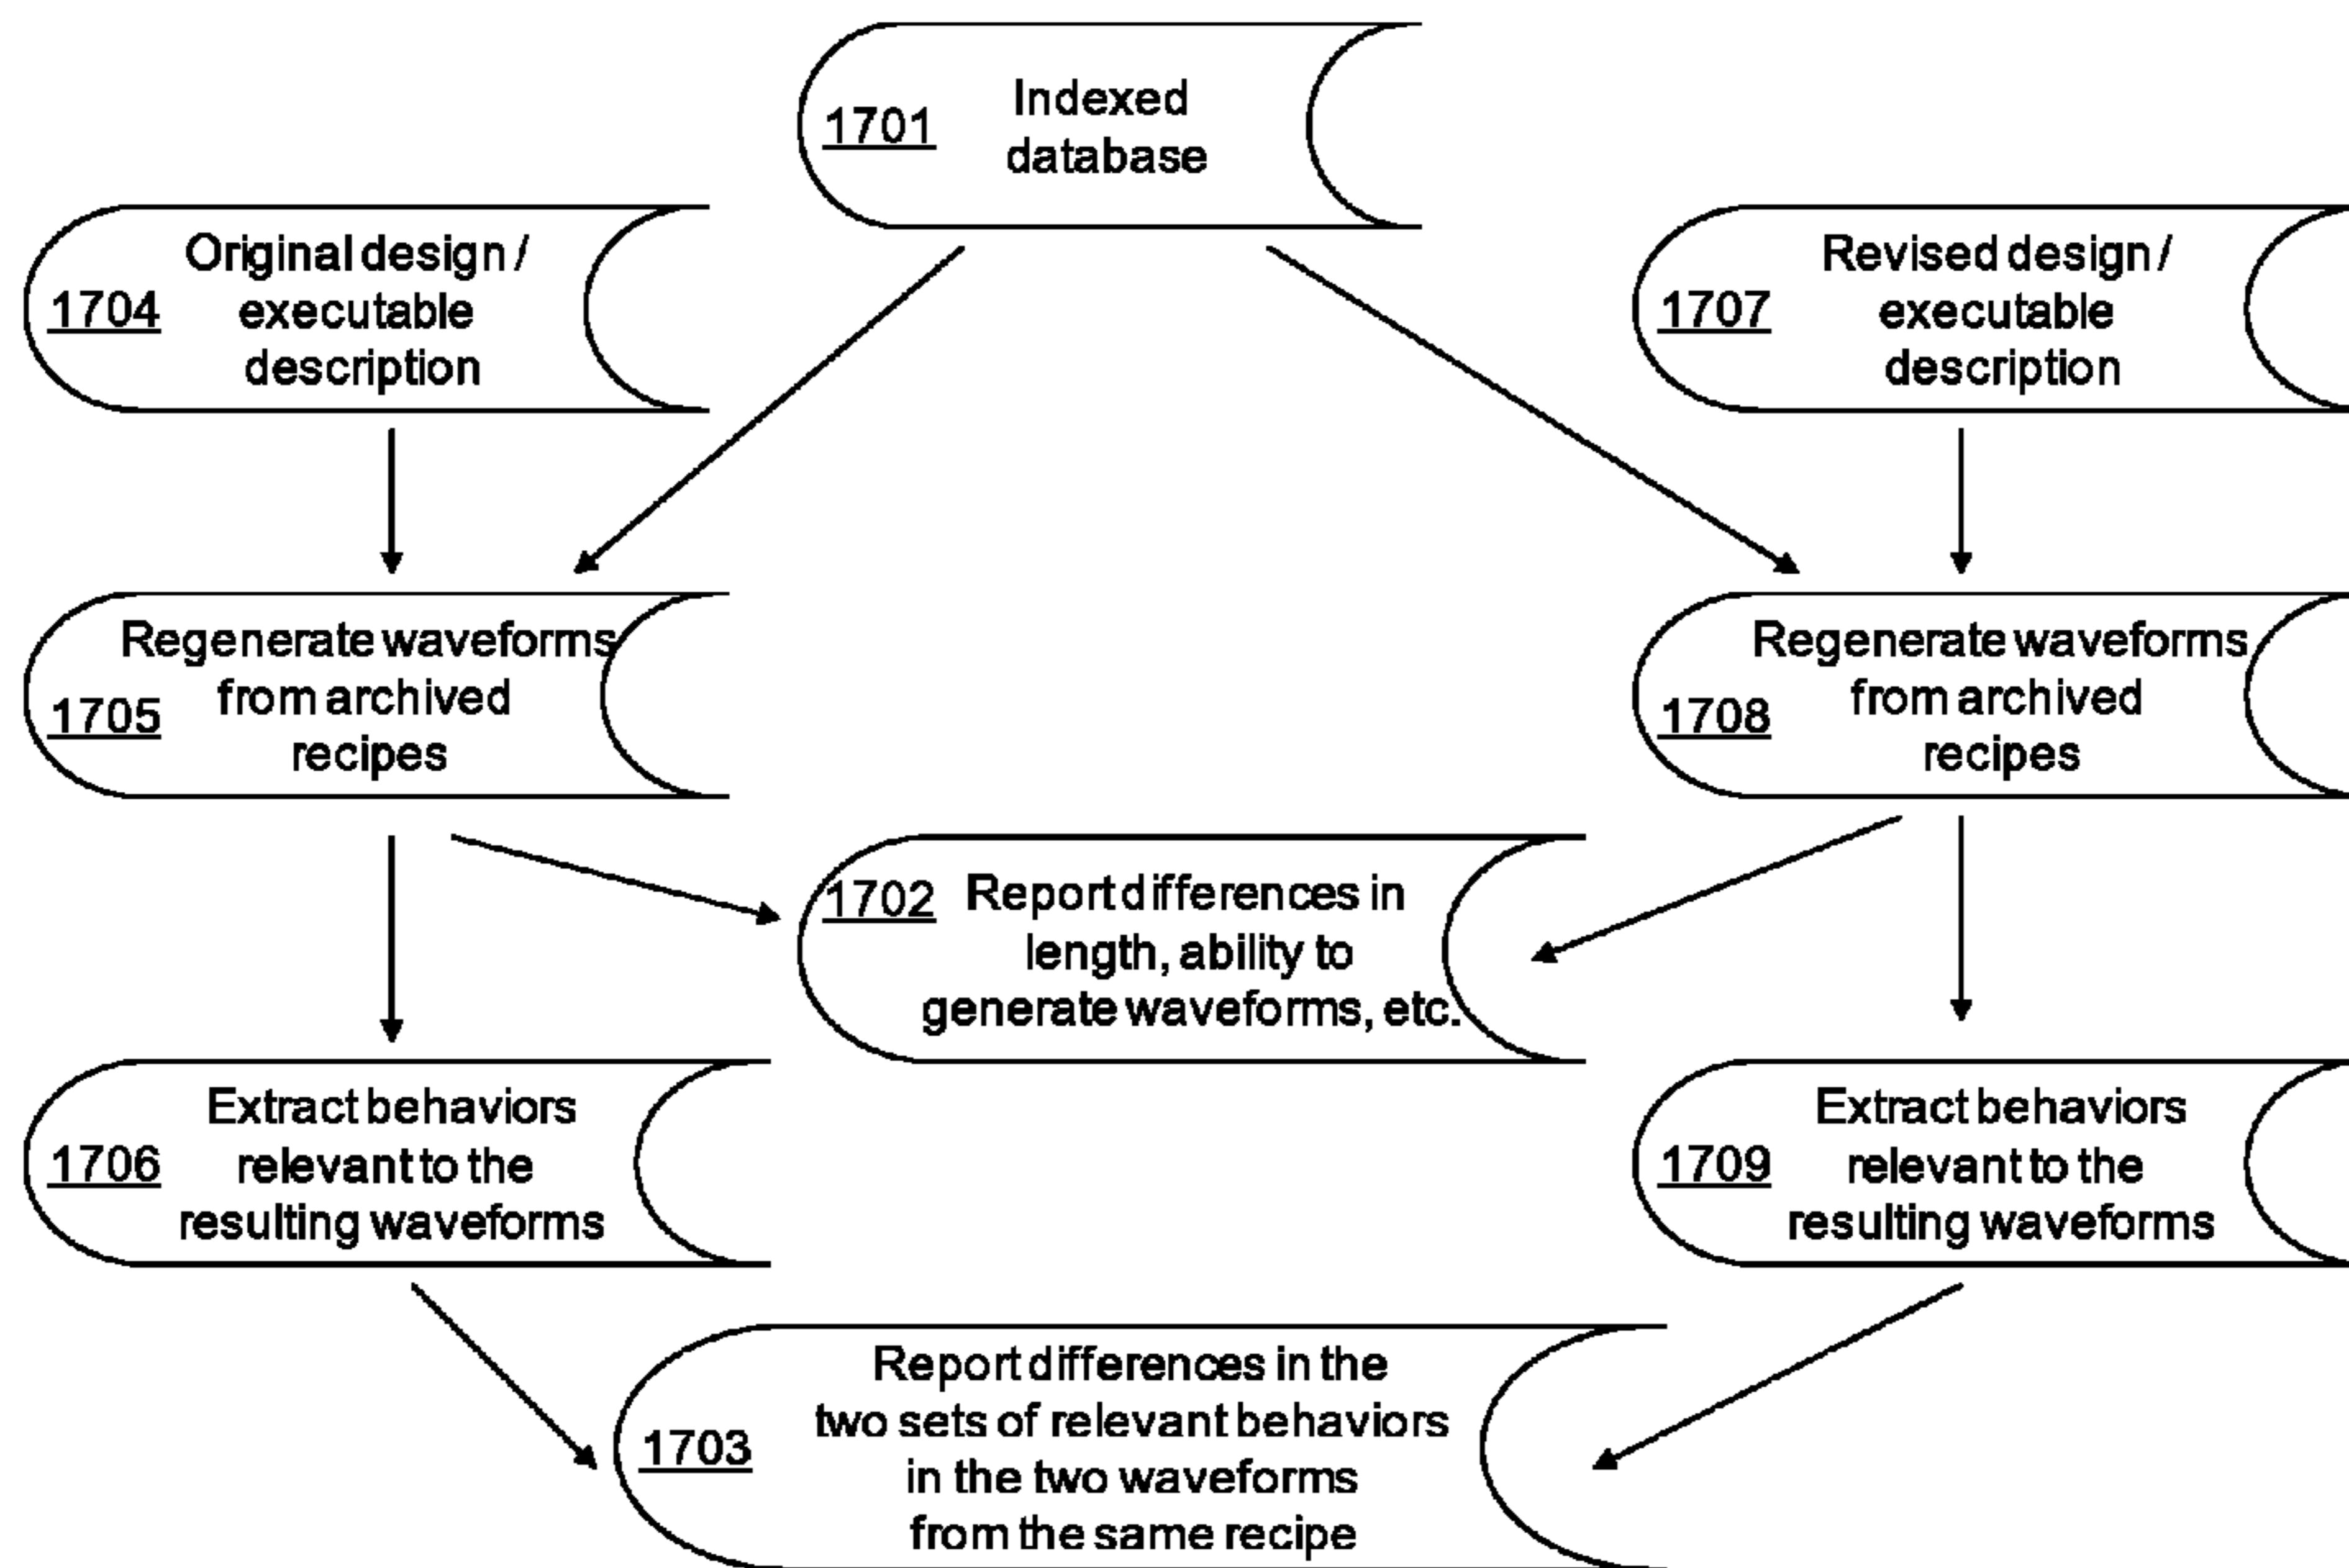 Indexed
1701
database
Original design /
1704
executable
description
Revised design /
1707
executable
description
Regenerate waveforms
from archived
1705
recipes
Regenerate waveforms
from archived
1708
recipes
1702 Report differences in
length, ability to
generate waveforms, etc.
Extract behaviors
1706 relevant to the
resulting waveforms
Extract behaviors
1709 relevant to the
resulting waveforms
Report differences in the
two sets of relevant behaviors
1703
in the two waveforms
from the same recipe